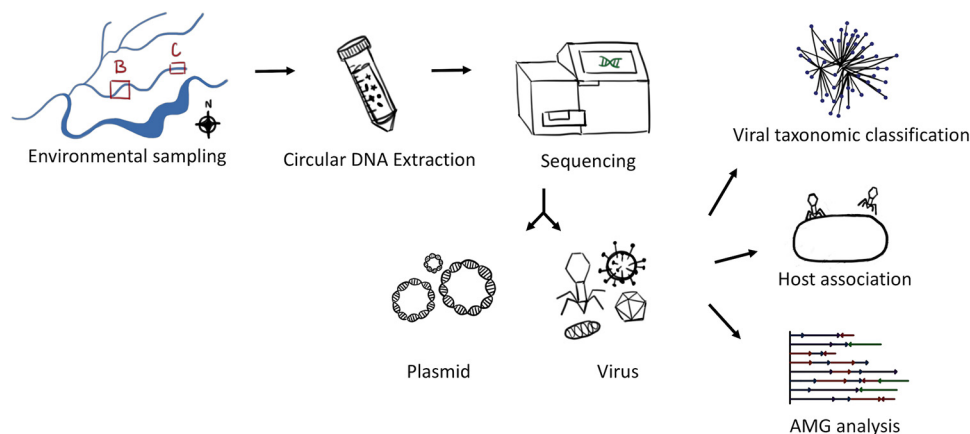 B
C
N
Environmental sampling
Circular DNA Extraction
Sequencing
Viral taxonomic classification
Host association
Plasmid
Virus
AMG analysis